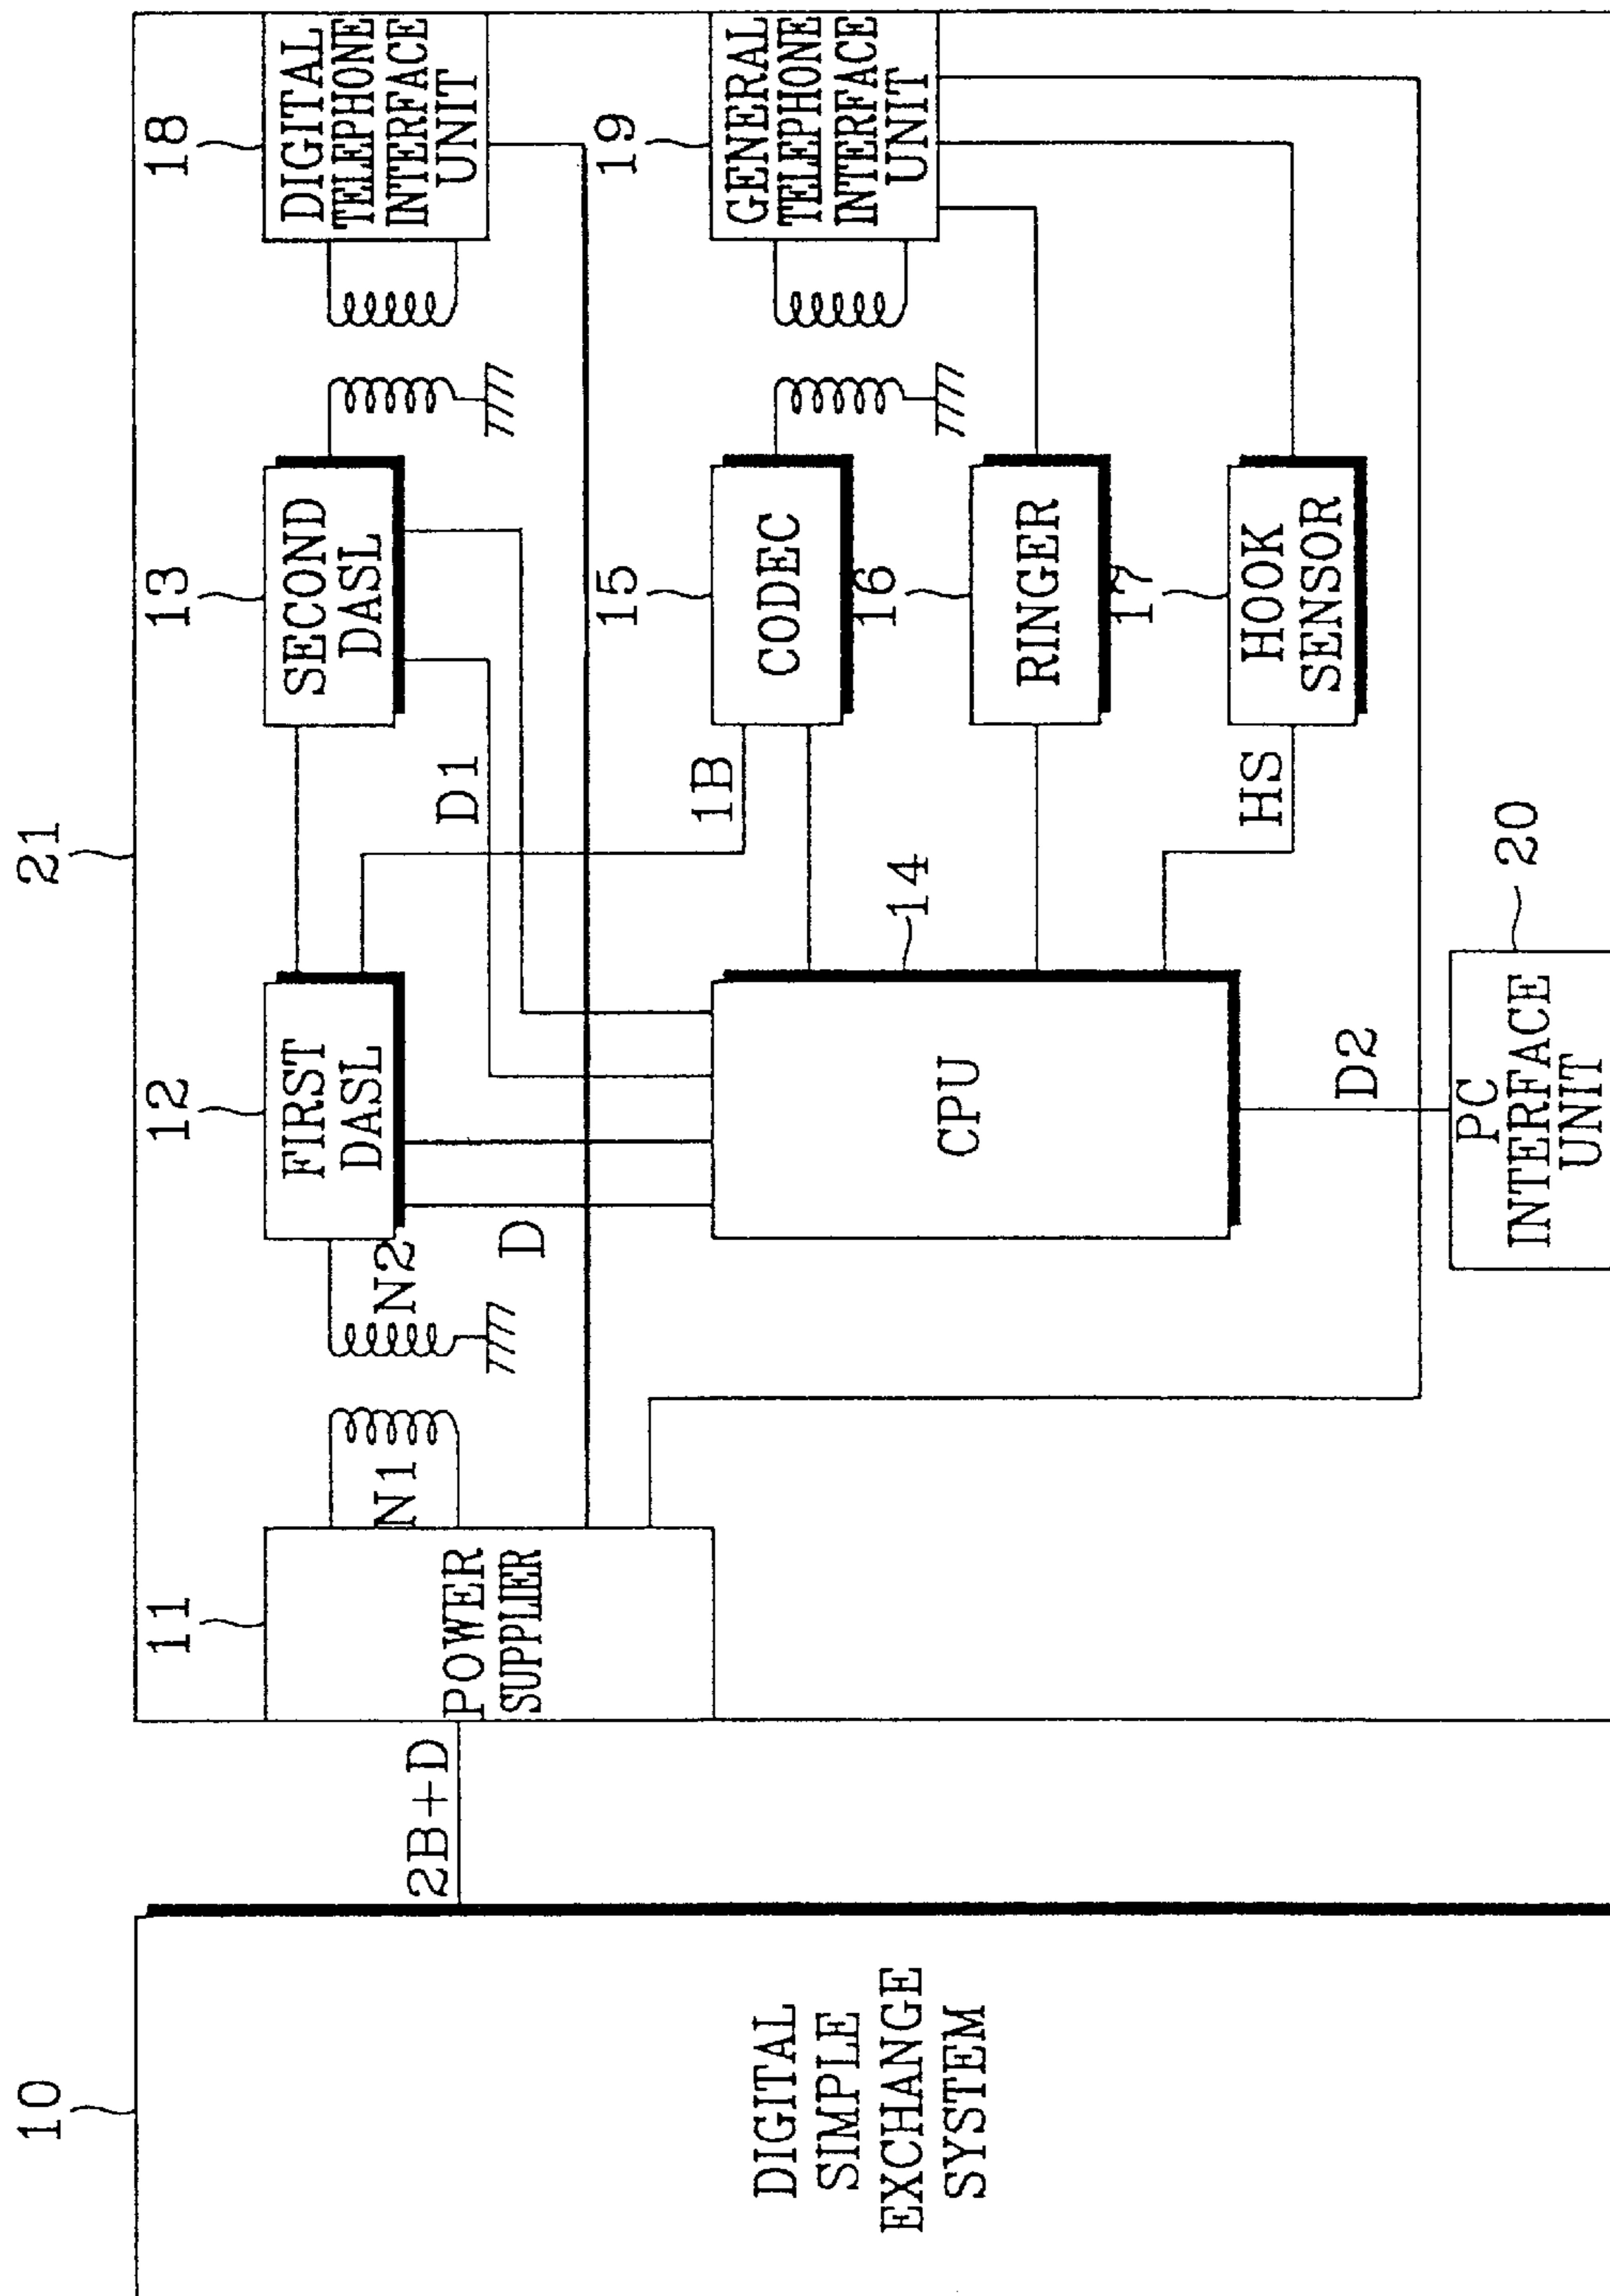 10
DIGITAL
SIMPLE
EXCHANGE
SYSTEM
2B+D
21
11
POWER
SUPPLIER
N1
N2
12
FIRST
DASL
D
13
SECOND
DASL
D1
18
DIGITAL
TELEPHONE
INTERFACE
UNIT
14
CPU
1B
15
CODEC
16
RINGER
HS
17
HOOK
SENSOR
19
GENERAL
TELEPHONE
INTERFACE
UNIT
D2
20
PC
INTERFACE
UNIT